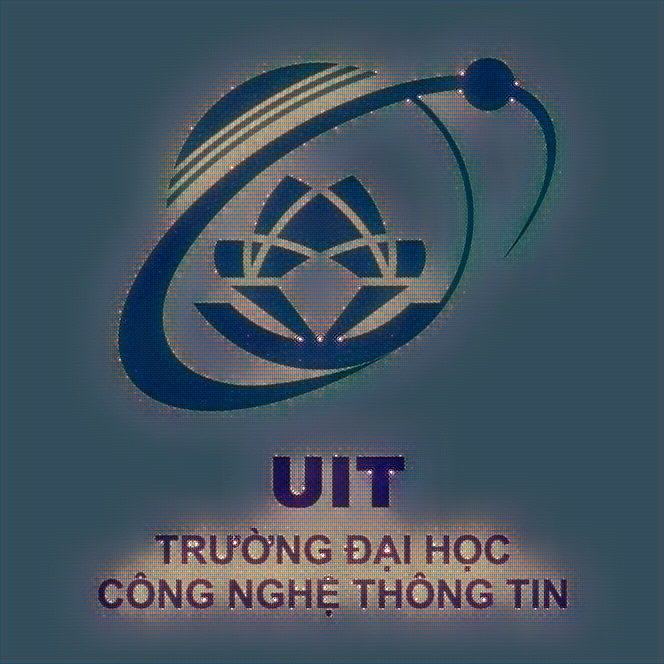 UIT
TRƯỜNG ĐẠI HỌC
CÔNG NGHỆ THÔNG TIN